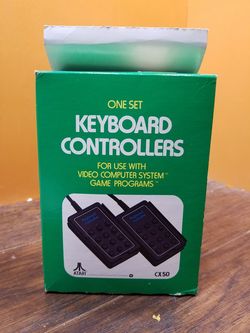 ONE SET
KEYBOARD
CONTROLLERS
FOR USE WITH
VIDEO COMPUTER SYSTEM™
GAME PROGRAMS™
ATARI
CX50